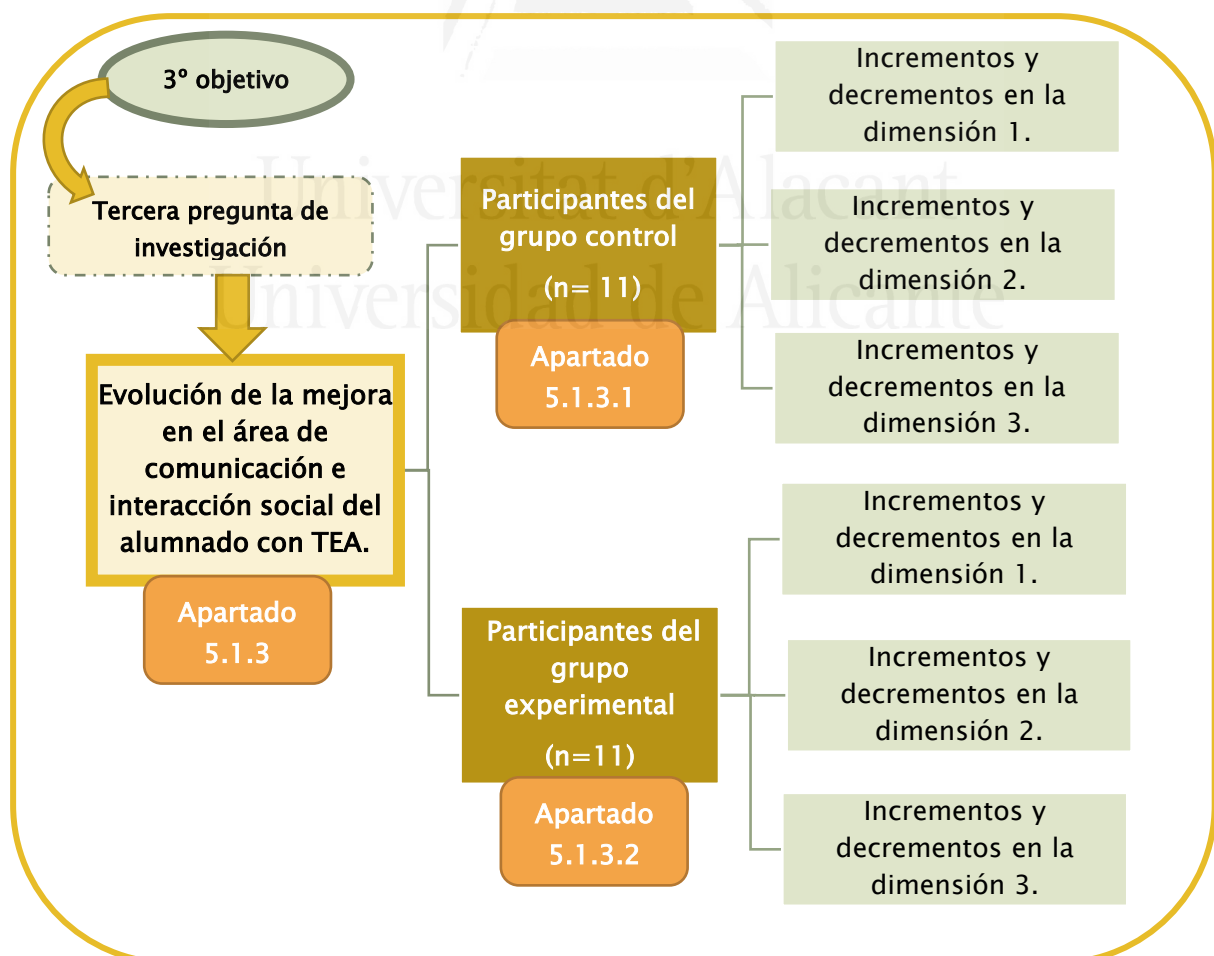 3º objetivo
Tercera pregunta de
investigación
Evolución de la mejora
en el área de
comunicación e
interacción social del
alumnado con TEA.
Apartado
5.1.3
Participantes del
grupo control
(n= 11)
Apartado
5.1.3.1
Incrementos y
decrementos en la
dimensión 1.
Incrementos y
decrementos en la
dimensión 2.
Incrementos y
decrementos en la
dimensión 3.
Participantes del
grupo
experimental
(n=11)
Apartado
5.1.3.2
Incrementos y
decrementos en la
dimensión 1.
Incrementos y
decrementos en la
dimensión 2.
Incrementos y
decrementos en la
dimensión 3.
Universitat d'Alacant
Universidad de Alicante